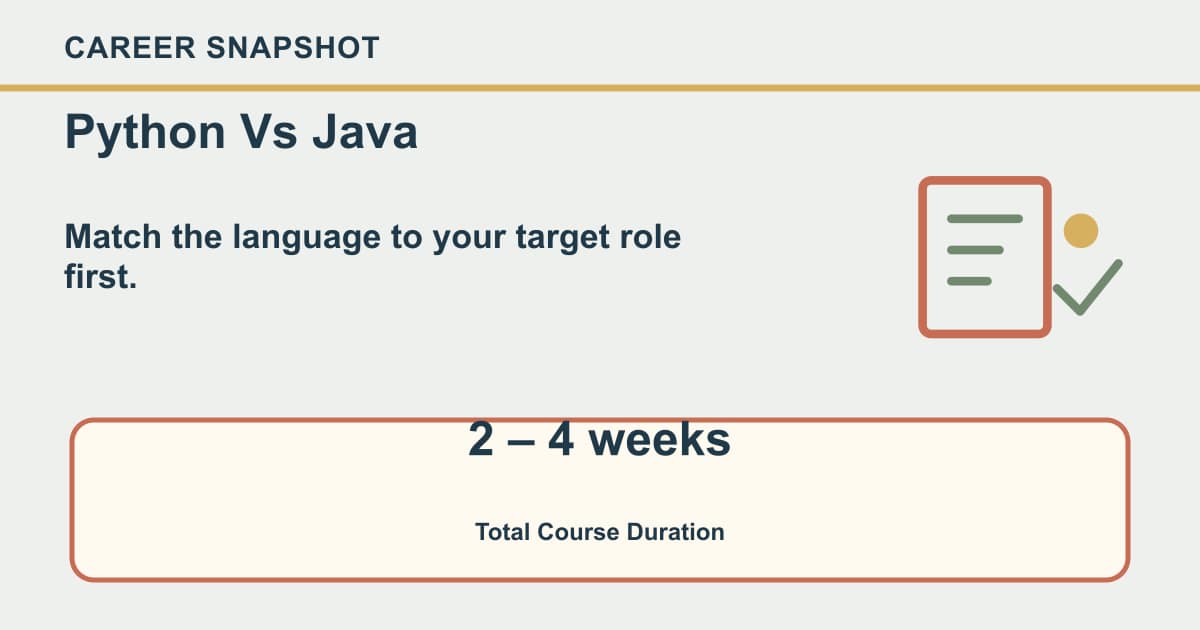 CAREER SNAPSHOT
Python Vs Java
Match the language to your target role
first.
2 – 4 weeks
Total Course Duration